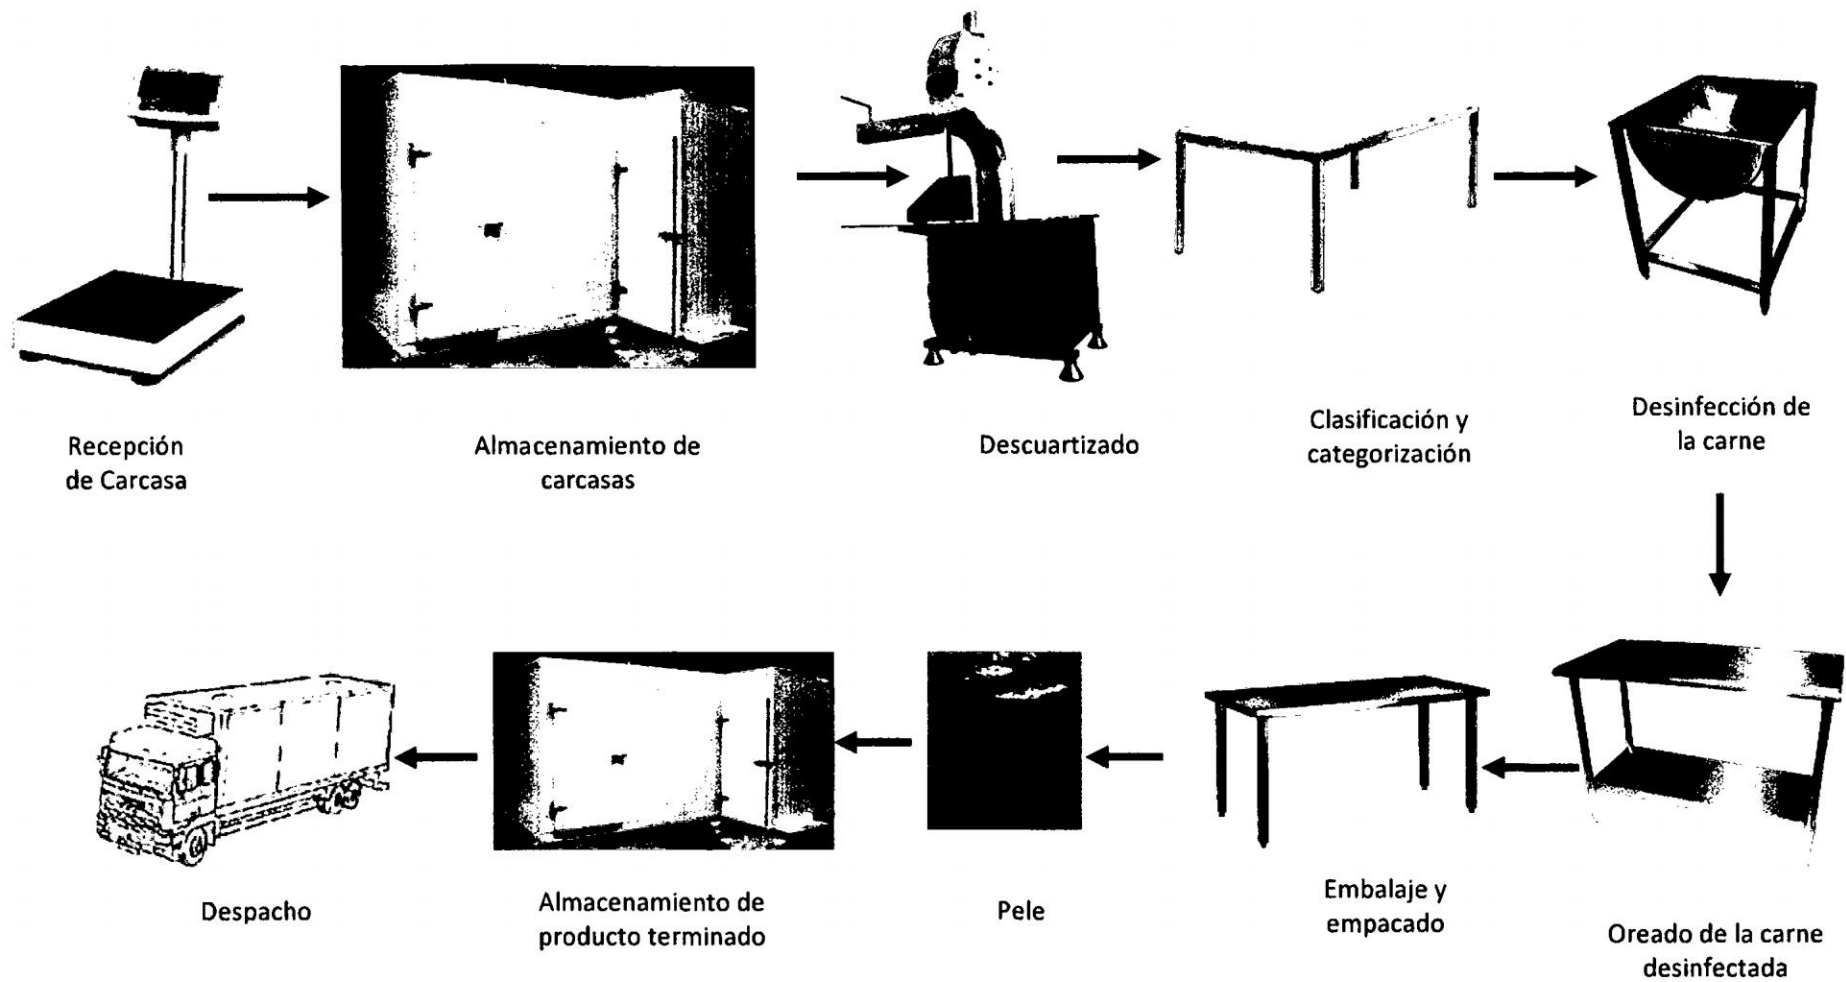 Recepción
de Carcasa
Almacenamiento de
carcasas
Descuartizado
Clasificación y
categorización
Desinfección de
la carne
Despacho
Almacenamiento de
producto terminado
Pele
Embalaje y
empacado
Oreado de la carne
desinfectada